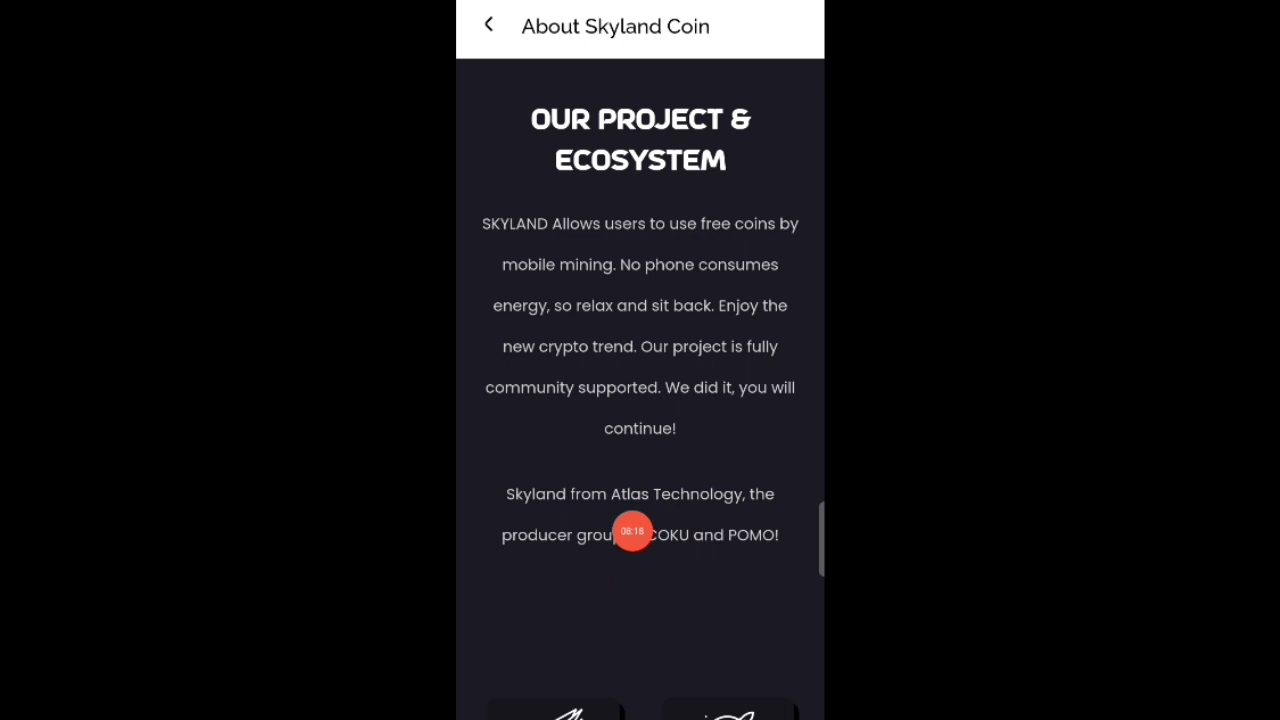 About Skyland Coin
OUR PROJECT &
ECOSYSTEM
SKYLAND Allows users to use free coins by
mobile mining. No phone consumes
energy, so relax and sit back. Enjoy the
new crypto trend. Our project is fully
community supported. We did it, you will
continue!
Skyland from Atlas Technology, the
producer COKU and POMO!
08:18